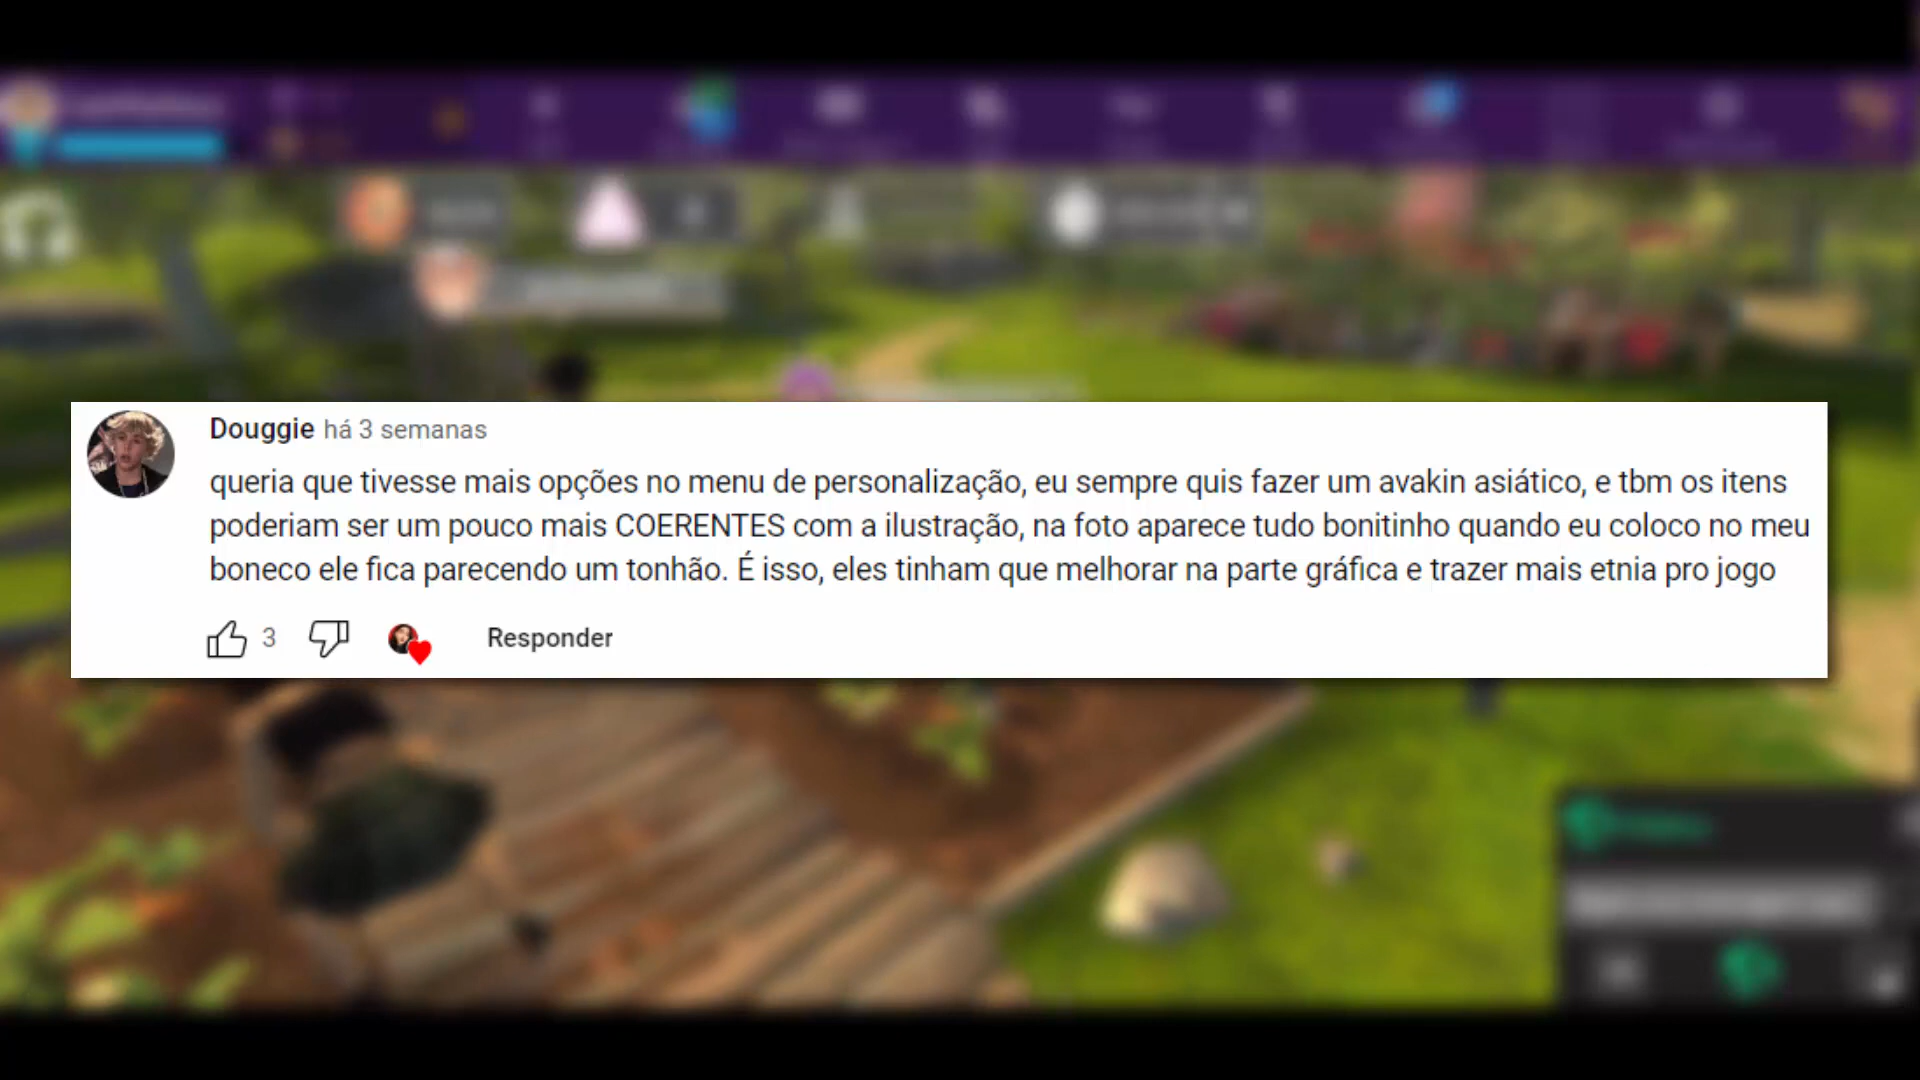 Douggie há 3 semanas
queria que tivesse mais opções no menu de personalização, eu sempre quis fazer um avakin asiático, e tbm os itens
poderiam ser um pouco mais COERENTES com a ilustração, na foto aparece tudo bonitinho quando eu coloco no meu
boneco ele fica parecendo um tonhão. É isso, eles tinham que melhorar na parte gráfica e trazer mais etnia pro jogo
3 Responder